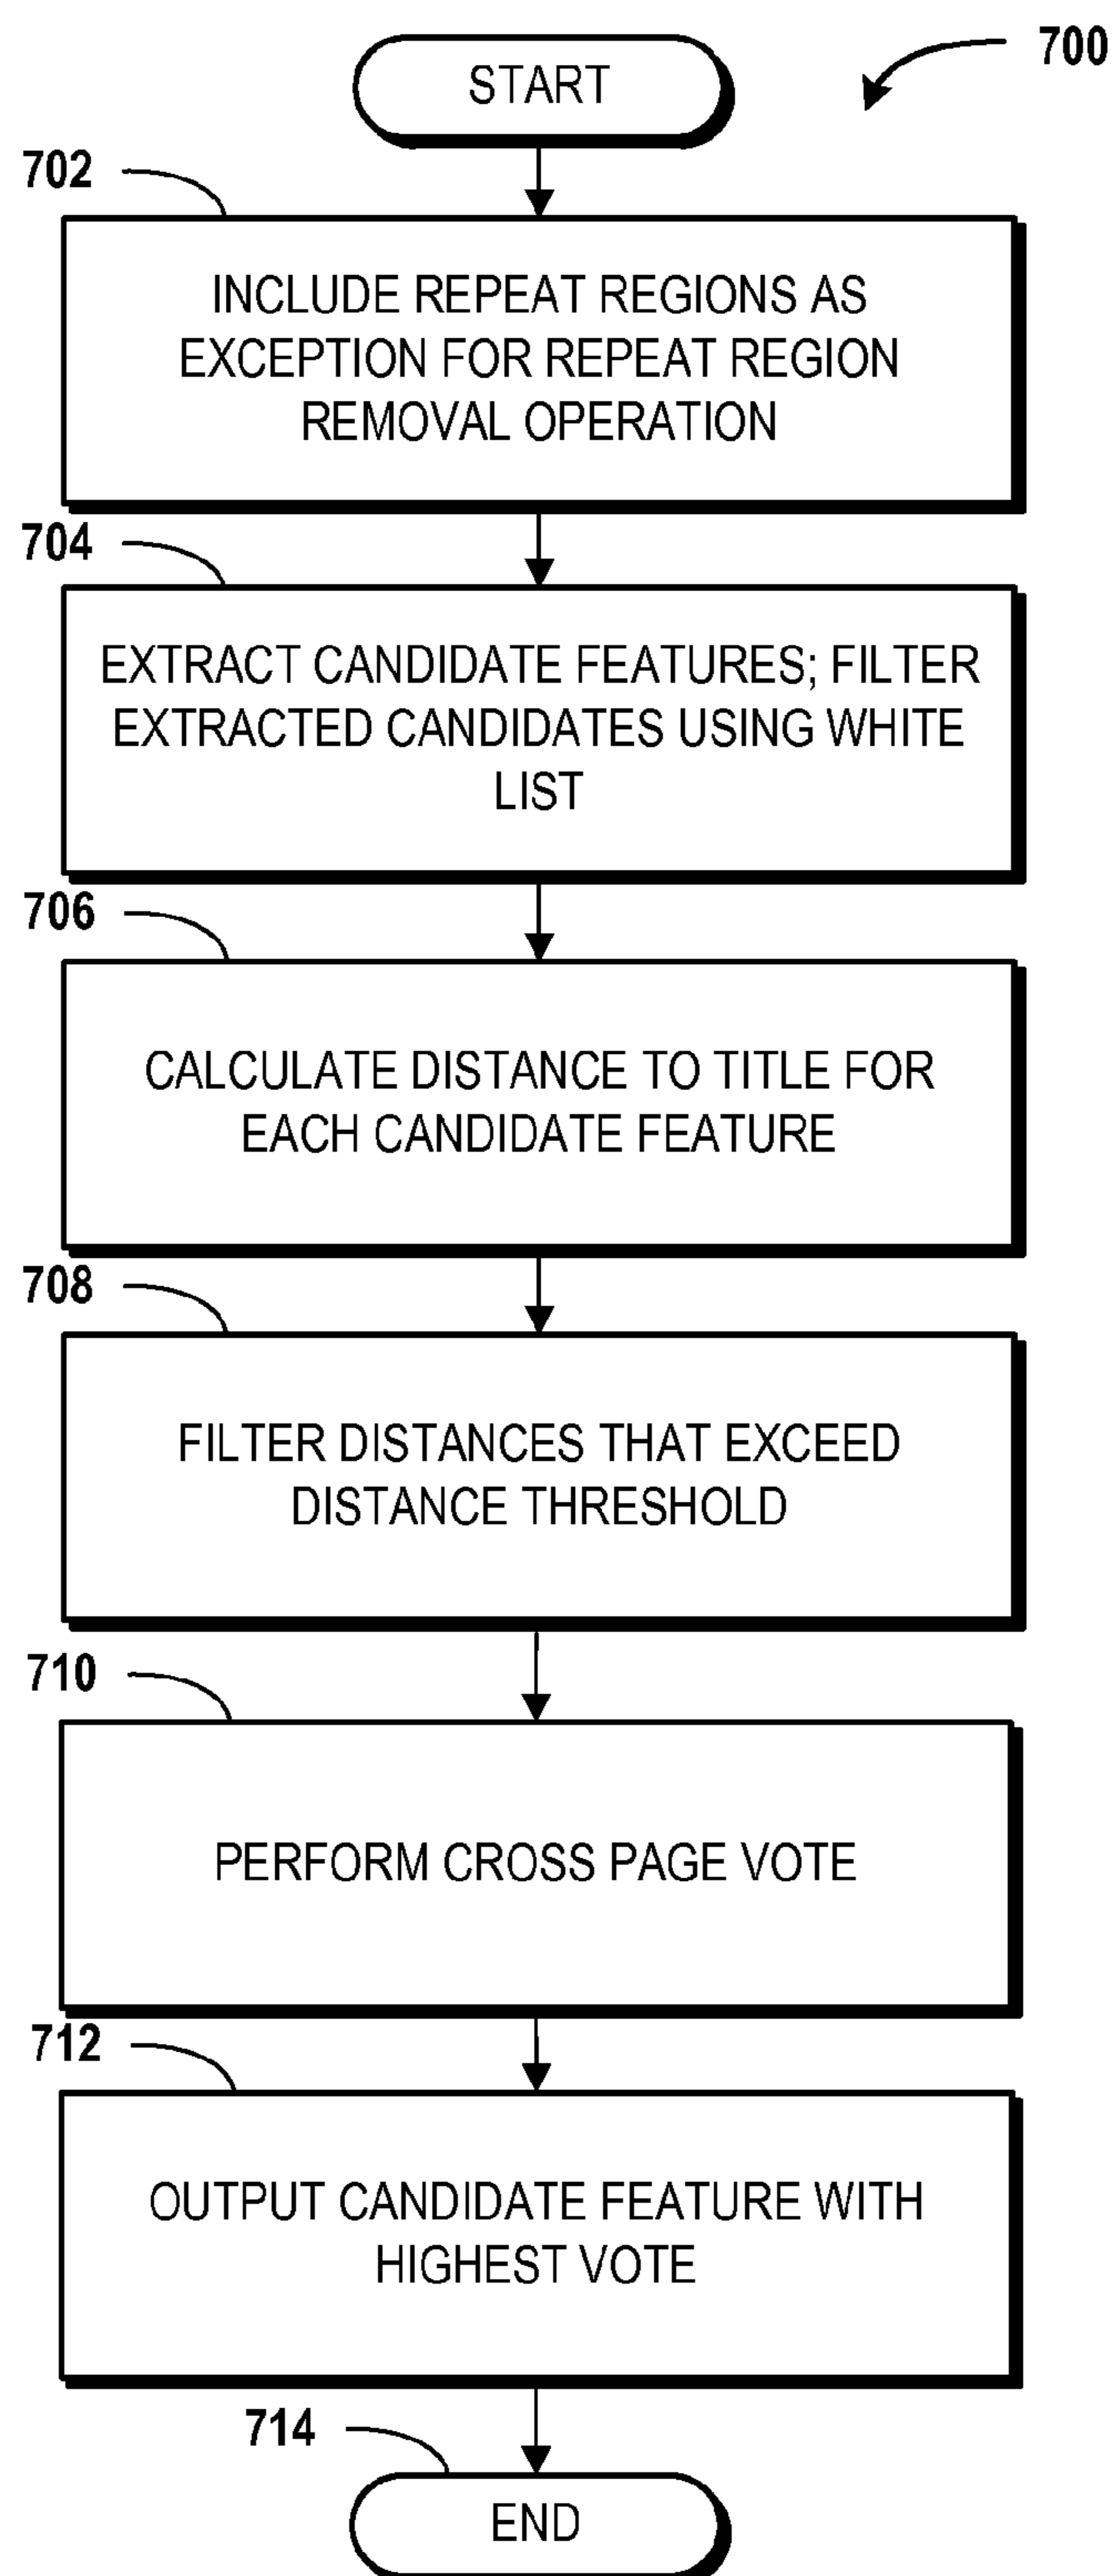 START
700
702
INCLUDE REPEAT REGIONS AS
EXCEPTION FOR REPEAT REGION
REMOVAL OPERATION
704
EXTRACT CANDIDATE FEATURES; FILTER
EXTRACTED CANDIDATES USING WHITE
LIST
706
CALCULATE DISTANCE TO TITLE FOR
EACH CANDIDATE FEATURE
708
FILTER DISTANCES THAT EXCEED
DISTANCE THRESHOLD
710
PERFORM CROSS PAGE VOTE
712
OUTPUT CANDIDATE FEATURE WITH
HIGHEST VOTE
714
END